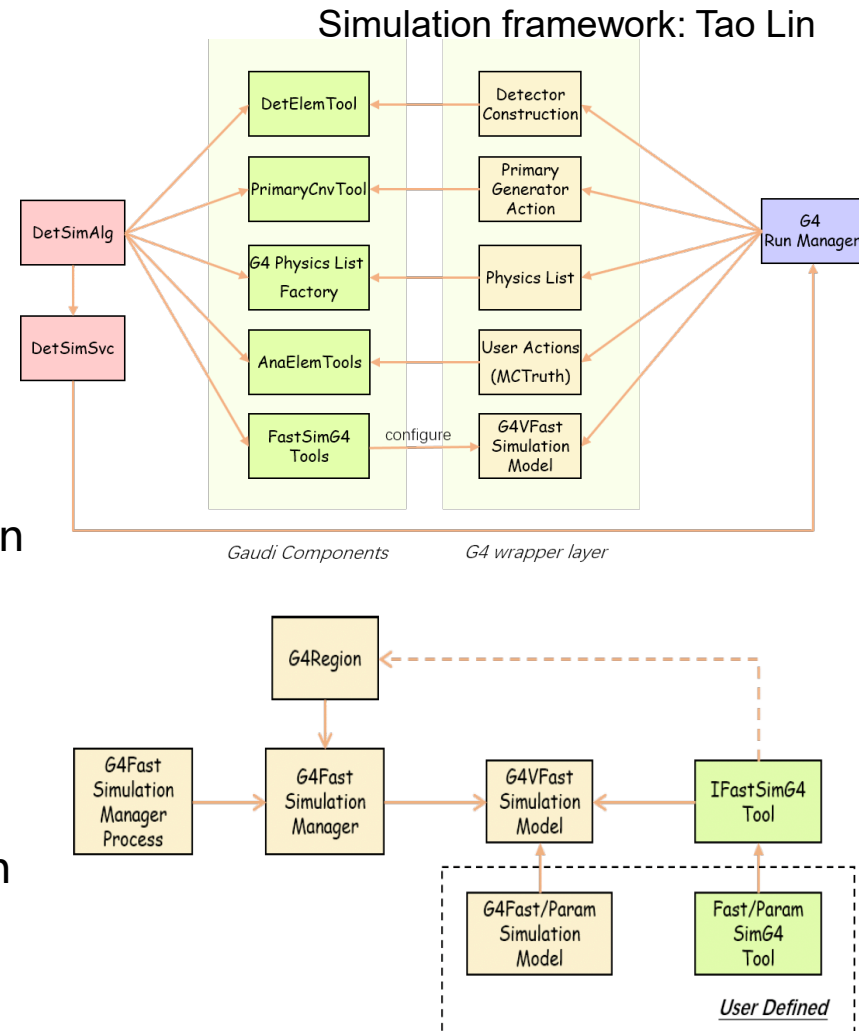 Simulation framework: Tao Lin
DetElemTool
Detector
Construction
PrimaryCnvTool
Primary
Generator
Action
DetSimAlg
G4
Run Manager
G4 Physics List
Factory
Physics List
DetSimSvc
AnaElemTools
User Actions
(MCTruth)
FastSimG4
Tools
configure
G4VFast
Simulation
Model
n
Gaudi Components
G4 wrapper layer
G4Region
G4Fast
Simulation
Manager
Process
G4Fast
Simulation
Manager
G4VFast
Simulation
Model
IFastSimG4
Tool
n
G4Fast/Param
Simulation
Model
Fast/Param
SimG4
Tool
User Defined